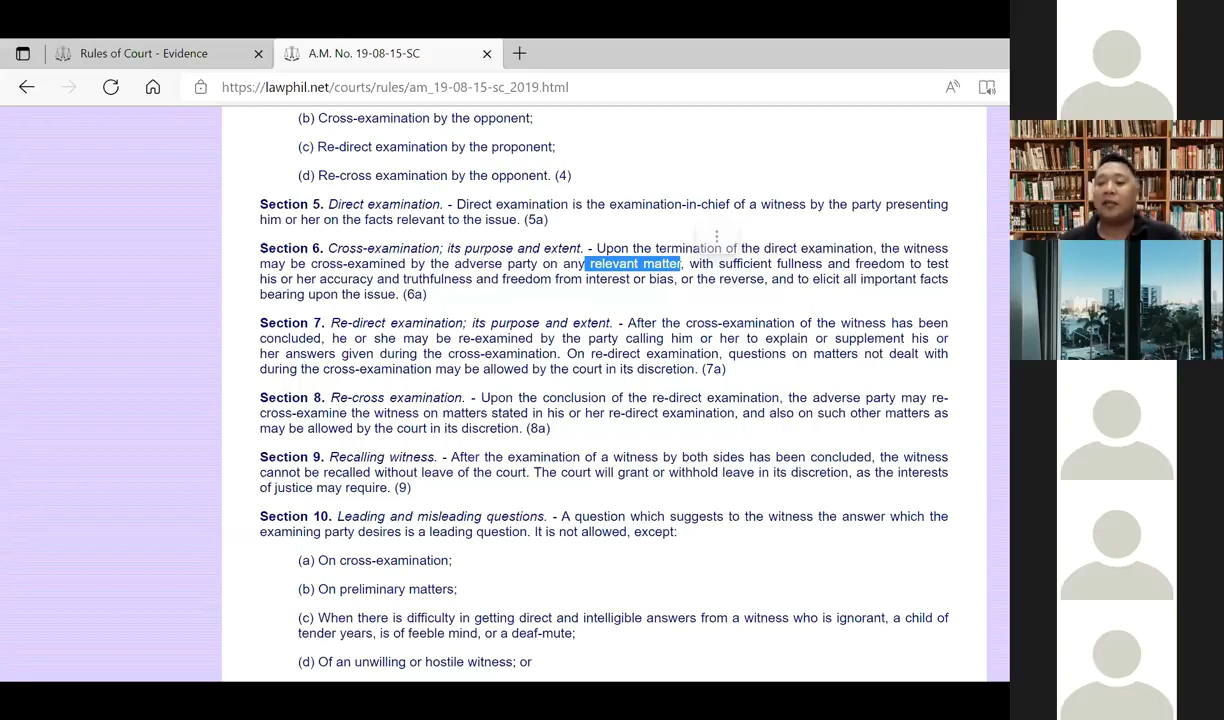 Rules of Court - Evidence
A.M. No. 19-08-15-SC
https://lawphil.net/courts/rules/am_19-08-15-sc_2019.html
(b) Cross-examination by the opponent;
(c) Re-direct examination by the proponent;
(d) Re-cross examination by the opponent. (4)
Section 5. Direct examination. - Direct examination is the examination-in-chief of a witness by the party presenting
him or her on the facts relevant to the issue. (5a)
Section 6. Cross-examination; its purpose and extent. - Upon the termination of the direct examination, the witness
may be cross-examined by the adverse party on any relevant matter, with sufficient fullness and freedom to test
his or her accuracy and truthfulness and freedom from interest or bias, or the reverse, and to elicit all important facts
bearing upon the issue. (6a)
Section 7. Re-direct examination; its purpose and extent. - After the cross-examination of the witness has been
concluded, he or she may be re-examined by the party calling him or her to explain or supplement his or
her answers given during the cross-examination. On re-direct examination, questions on matters not dealt with
during the cross-examination may be allowed by the court in its discretion. (7a)
Section 8. Re-cross examination. - Upon the conclusion of the re-direct examination, the adverse party may re-
cross-examine the witness on matters stated in his or her re-direct examination, and also on such other matters as
may be allowed by the court in its discretion. (8a)
Section 9. Recalling witness. - After the examination of a witness by both sides has been concluded, the witness
cannot be recalled without leave of the court. The court will grant or withhold leave in its discretion, as the interests
of justice may require. (9)
Section 10. Leading and misleading questions. - A question which suggests to the witness the answer which the
examining party desires is a leading question. It is not allowed, except:
(a) On cross-examination;
(b) On preliminary matters;
(c) When there is difficulty in getting direct and intelligible answers from a witness who is ignorant, a child of
tender years, is of feeble mind, or a deaf-mute;
(d) Of an unwilling or hostile witness; or